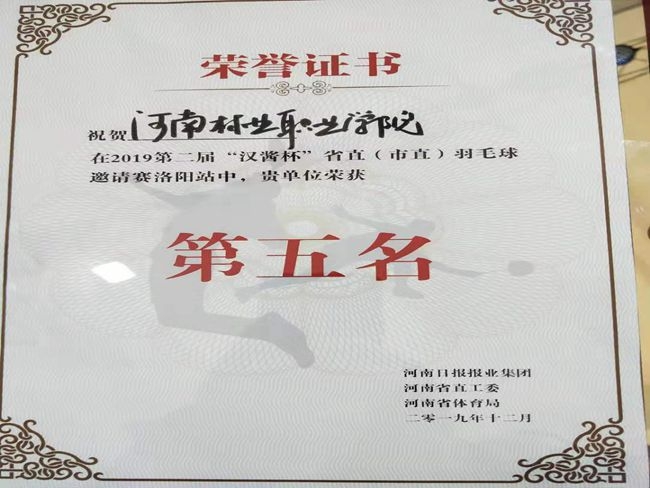 荣誉证书
祝贺河南林业职业学院
在2019第二届“汉酱杯”省直（市直）羽毛球
邀请赛洛阳站中，贵单位荣获
第五名
河南日报报业集团
河南省直工委
河南省体育局
二零一九年十二月